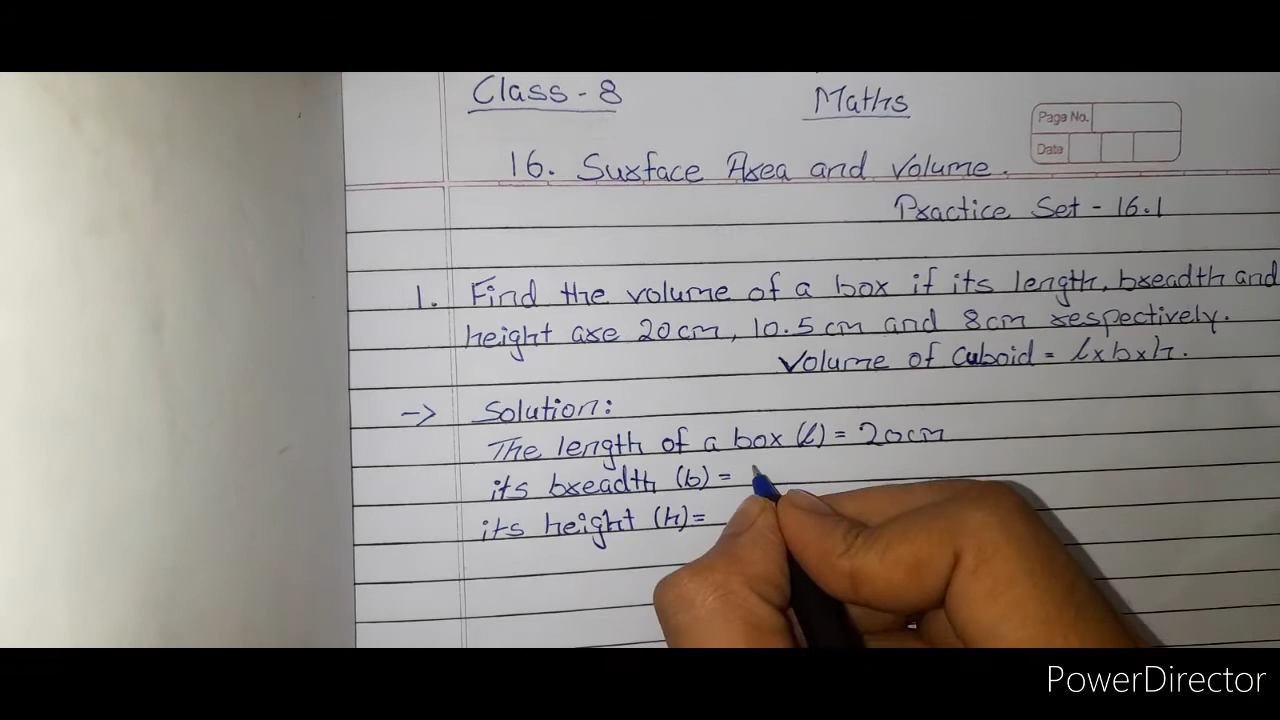 Class - 8 Maths
Page No.
Date
16. Surface Area and Volume.
Practice Set - 16.1
1. Find the volume of a box if its length, breadth and
height are 20cm, 10.5cm and 8cm respectively.
Volume of Cuboid = l×b×h.
-> Solution:
The length of a box (l) = 20cm
its breadth (b) =
its height (h) =
PowerDirector